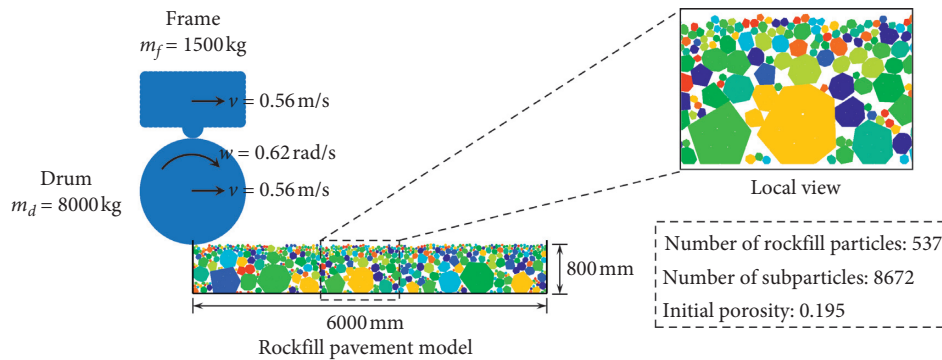 Frame
m_f = 1500 kg
v = 0.56 m/s
w = 0.62 rad/s
Drum
m_d = 8000 kg
v = 0.56 m/s
800 mm
6000 mm
Rockfill pavement model
Local view
Number of rockfill particles: 537
Number of subparticles: 8672
Initial porosity: 0.195